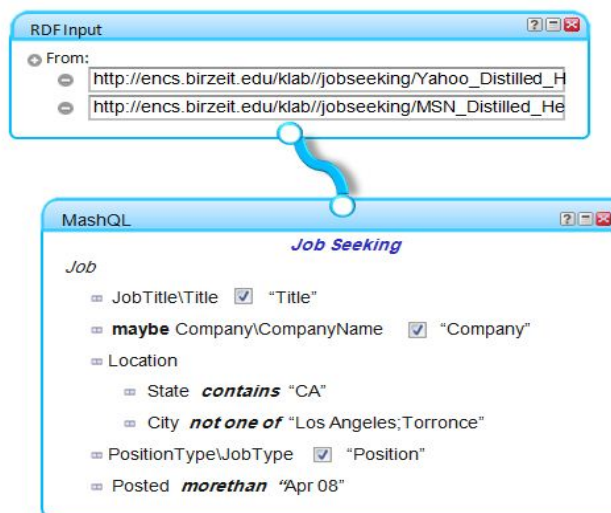 RDF Input
From:
http://encs.birzeit.edu/klab//jobseeking/Yahoo_Distilled_H
http://encs.birzeit.edu/klab//jobseeking/MSN_Distilled_He
MashQL
Job Seeking
Job
JobTitle\Title “Title”
maybe Company\CompanyName “Company”
Location
State contains “CA”
City not one of “Los Angeles;Torronce”
PositionType\JobType “Position”
Posted morethan “Apr 08”